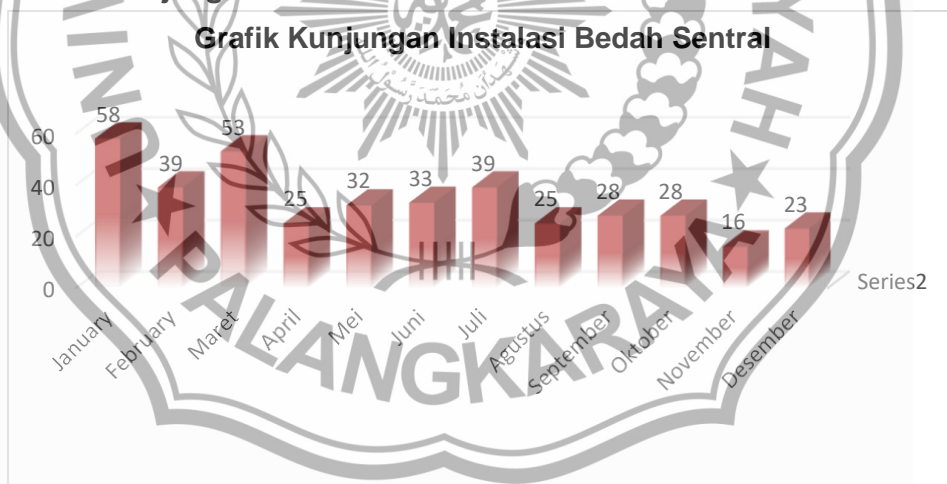 Grafik Kunjungan Instalasi Bedah Sentral
60
40
20
0
58
39
53
25
32
33
39
25
28
28
16
23
January
February
Maret
April
Mei
Juni
Juli
Agustus
September
Oktober
November
Desember
Series2
PALANGKARAYA